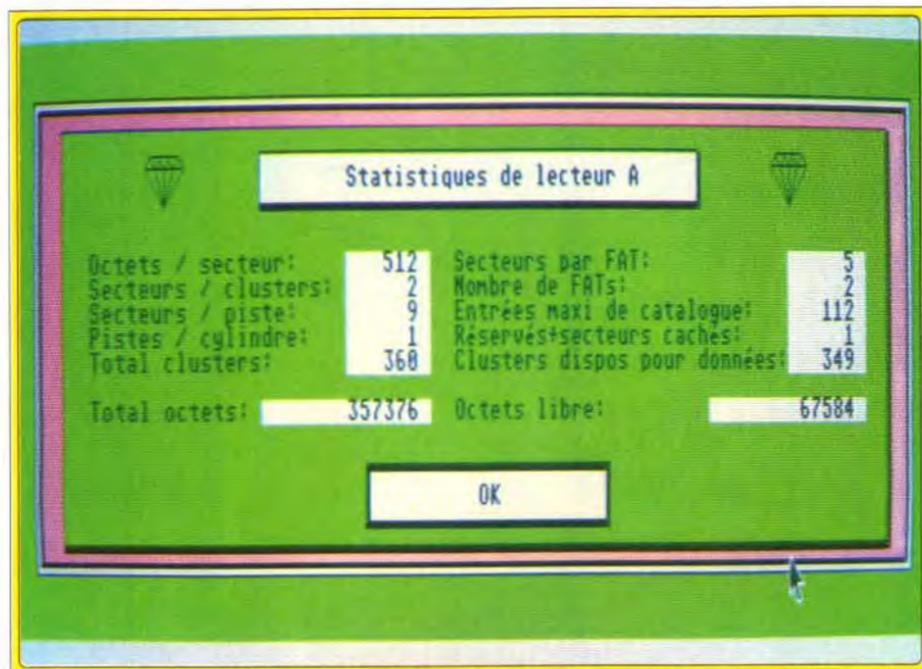 Statistiques de lecteur A
Octets / secteur: 512
Secteurs / clusters: 2
Secteurs / piste: 9
Pistes / cylindre: 1
Total clusters: 360
Secteurs par FAT: 5
Nombre de FATs: 2
Entrées maxi de catalogue: 112
Réservés+secteurs cachés: 1
Clusters dispos pour données: 349
Total octets: 357376
Octets libre: 67584
OK